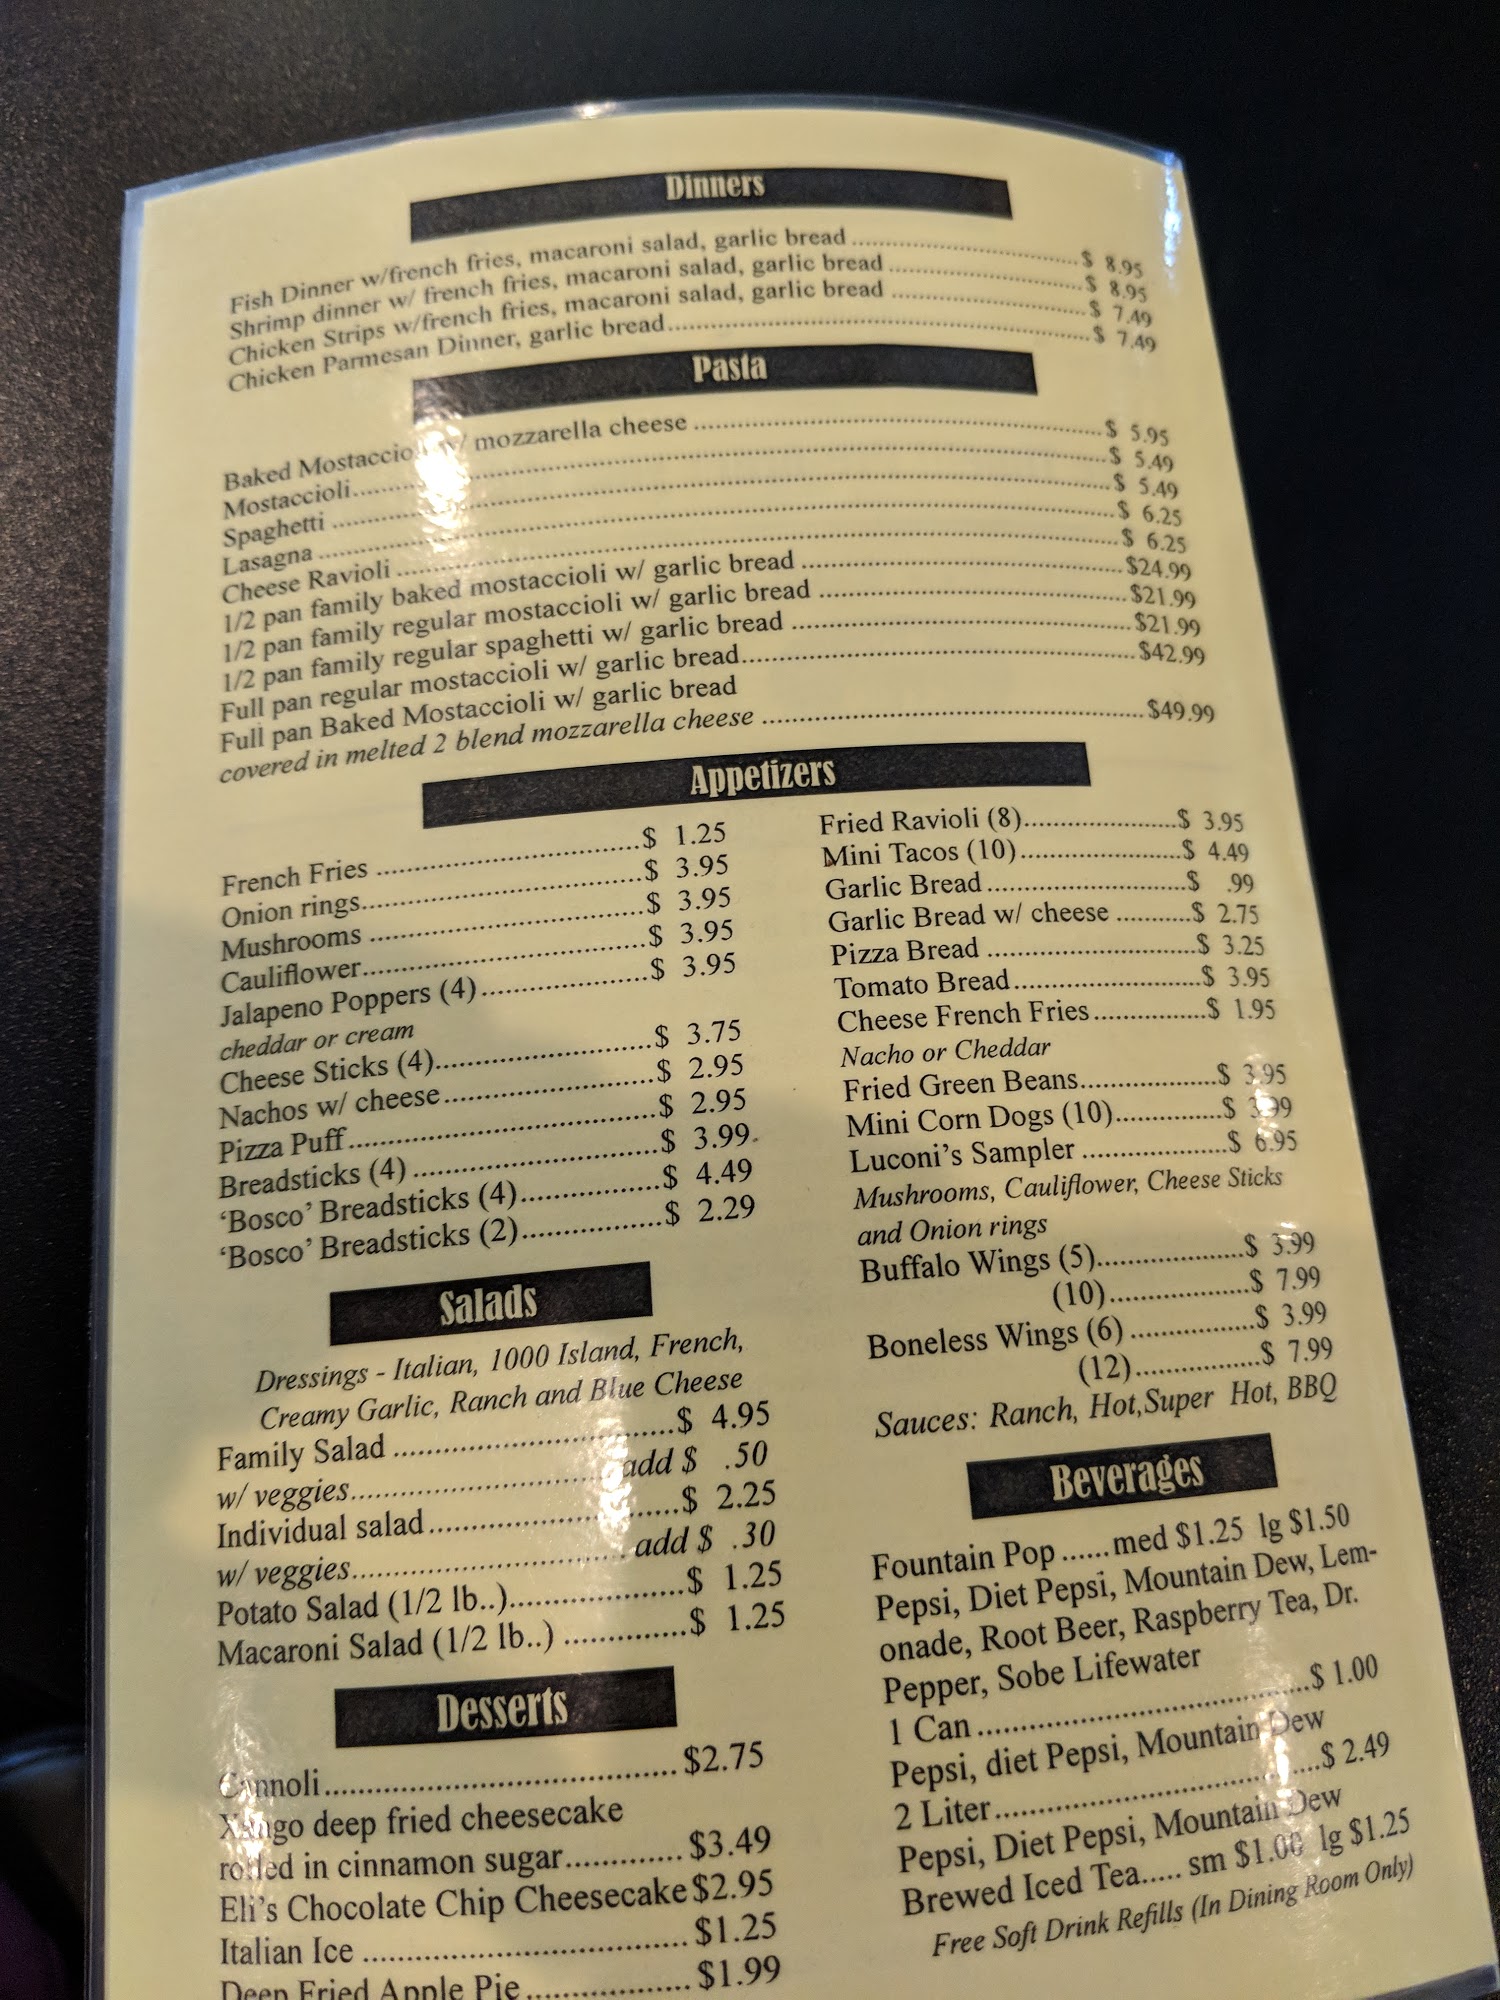 Dinners
Fish Dinner w/french fries, macaroni salad, garlic bread ........ $ 8.95
Shrimp dinner w/ french fries, macaroni salad, garlic bread ........ $ 8.95
Chicken Strips w/french fries, macaroni salad, garlic bread ........ $ 7.49
Chicken Parmesan Dinner, garlic bread........ $ 7.49
Pasta
Baked Mostaccioli w/ mozzarella cheese ........ $ 5.95
Mostaccioli........ $ 5.49
Spaghetti ........ $ 5.49
Lasagna ........ $ 6.25
Cheese Ravioli ........ $ 6.25
1/2 pan family baked mostaccioli w/ garlic bread ........ $24.99
1/2 pan family regular mostaccioli w/ garlic bread ........ $21.99
1/2 pan family regular spaghetti w/ garlic bread ........ $21.99
Full pan regular mostaccioli w/ garlic bread........ $42.99
Full pan Baked Mostaccioli w/ garlic bread
covered in melted 2 blend mozzarella cheese ........ $49.99
Appetizers
French Fries ........ $ 1.25
Onion rings........ $ 3.95
Mushrooms ........ $ 3.95
Cauliflower........ $ 3.95
Jalapeno Poppers (4)........ $ 3.95
cheddar or cream
Cheese Sticks (4)........ $ 3.75
Nachos w/ cheese........ $ 2.95
Pizza Puff........ $ 2.95
Breadsticks (4) ........ $ 3.99
‘Bosco’ Breadsticks (4)........ $ 4.49
‘Bosco’ Breadsticks (2)........ $ 2.29
Fried Ravioli (8)........ $ 3.95
Mini Tacos (10)........ $ 4.49
Garlic Bread ........ $ .99
Garlic Bread w/ cheese ........ $ 2.75
Pizza Bread ........ $ 3.25
Tomato Bread........ $ 3.95
Cheese French Fries........ $ 1.95
Nacho or Cheddar
Fried Green Beans........ $ 3.95
Mini Corn Dogs (10)........ $ 3.99
Luconi’s Sampler ........ $ 6.95
Mushrooms, Cauliflower, Cheese Sticks
and Onion rings
Buffalo Wings (5)........ $ 3.99
(10)........ $ 7.99
Boneless Wings (6) ........ $ 3.99
(12)........ $ 7.99
Sauces: Ranch, Hot,Super Hot, BBQ
Salads
Dressings - Italian, 1000 Island, French,
Creamy Garlic, Ranch and Blue Cheese
Family Salad ........ $ 4.95
w/ veggies........ add $ .50
Individual salad........ $ 2.25
w/ veggies........ add $ .30
Potato Salad (1/2 lb..)........ $ 1.25
Macaroni Salad (1/2 lb..) ........ $ 1.25
Desserts
Cannoli........ $2.75
Xango deep fried cheesecake
rolled in cinnamon sugar........ $3.49
Eli’s Chocolate Chip Cheesecake $2.95
Italian Ice ........ $1.25
Deep Fried Apple Pie........ $1.99
Beverages
Fountain Pop ......med $1.25 lg $1.50
Pepsi, Diet Pepsi, Mountain Dew, Lem-
onade, Root Beer, Raspberry Tea, Dr.
Pepper, Sobe Lifewater
1 Can ........ $ 1.00
Pepsi, diet Pepsi, Mountain Dew
2 Liter........ $ 2.49
Pepsi, Diet Pepsi, Mountain Dew
Brewed Iced Tea..... sm $1.00 lg $1.25
Free Soft Drink Refills (In Dining Room Only)